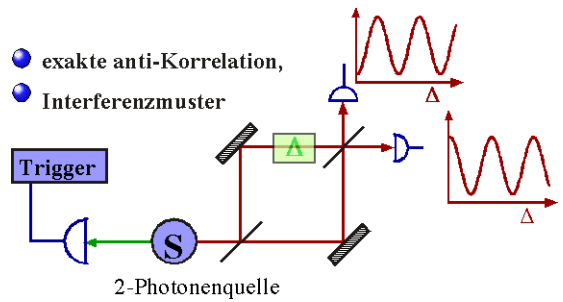 exakte anti-Korrelation,
Interferenzmuster
Δ
Δ
Δ
Trigger
S
2-Photonenquelle